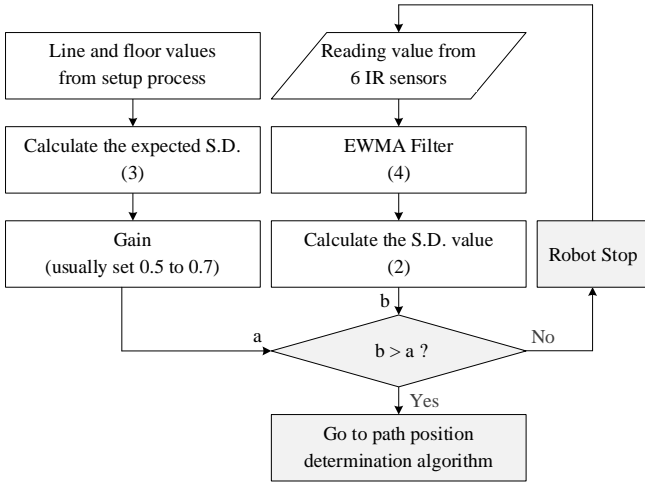 Line and floor values
from setup process
Reading value from
6 IR sensors
Calculate the expected S.D.
(3)
EWMA Filter
(4)
Gain
(usually set 0.5 to 0.7)
Calculate the S.D. value
(2)
Robot Stop
b
a
b > a ?
No
Yes
Go to path position
determination algorithm